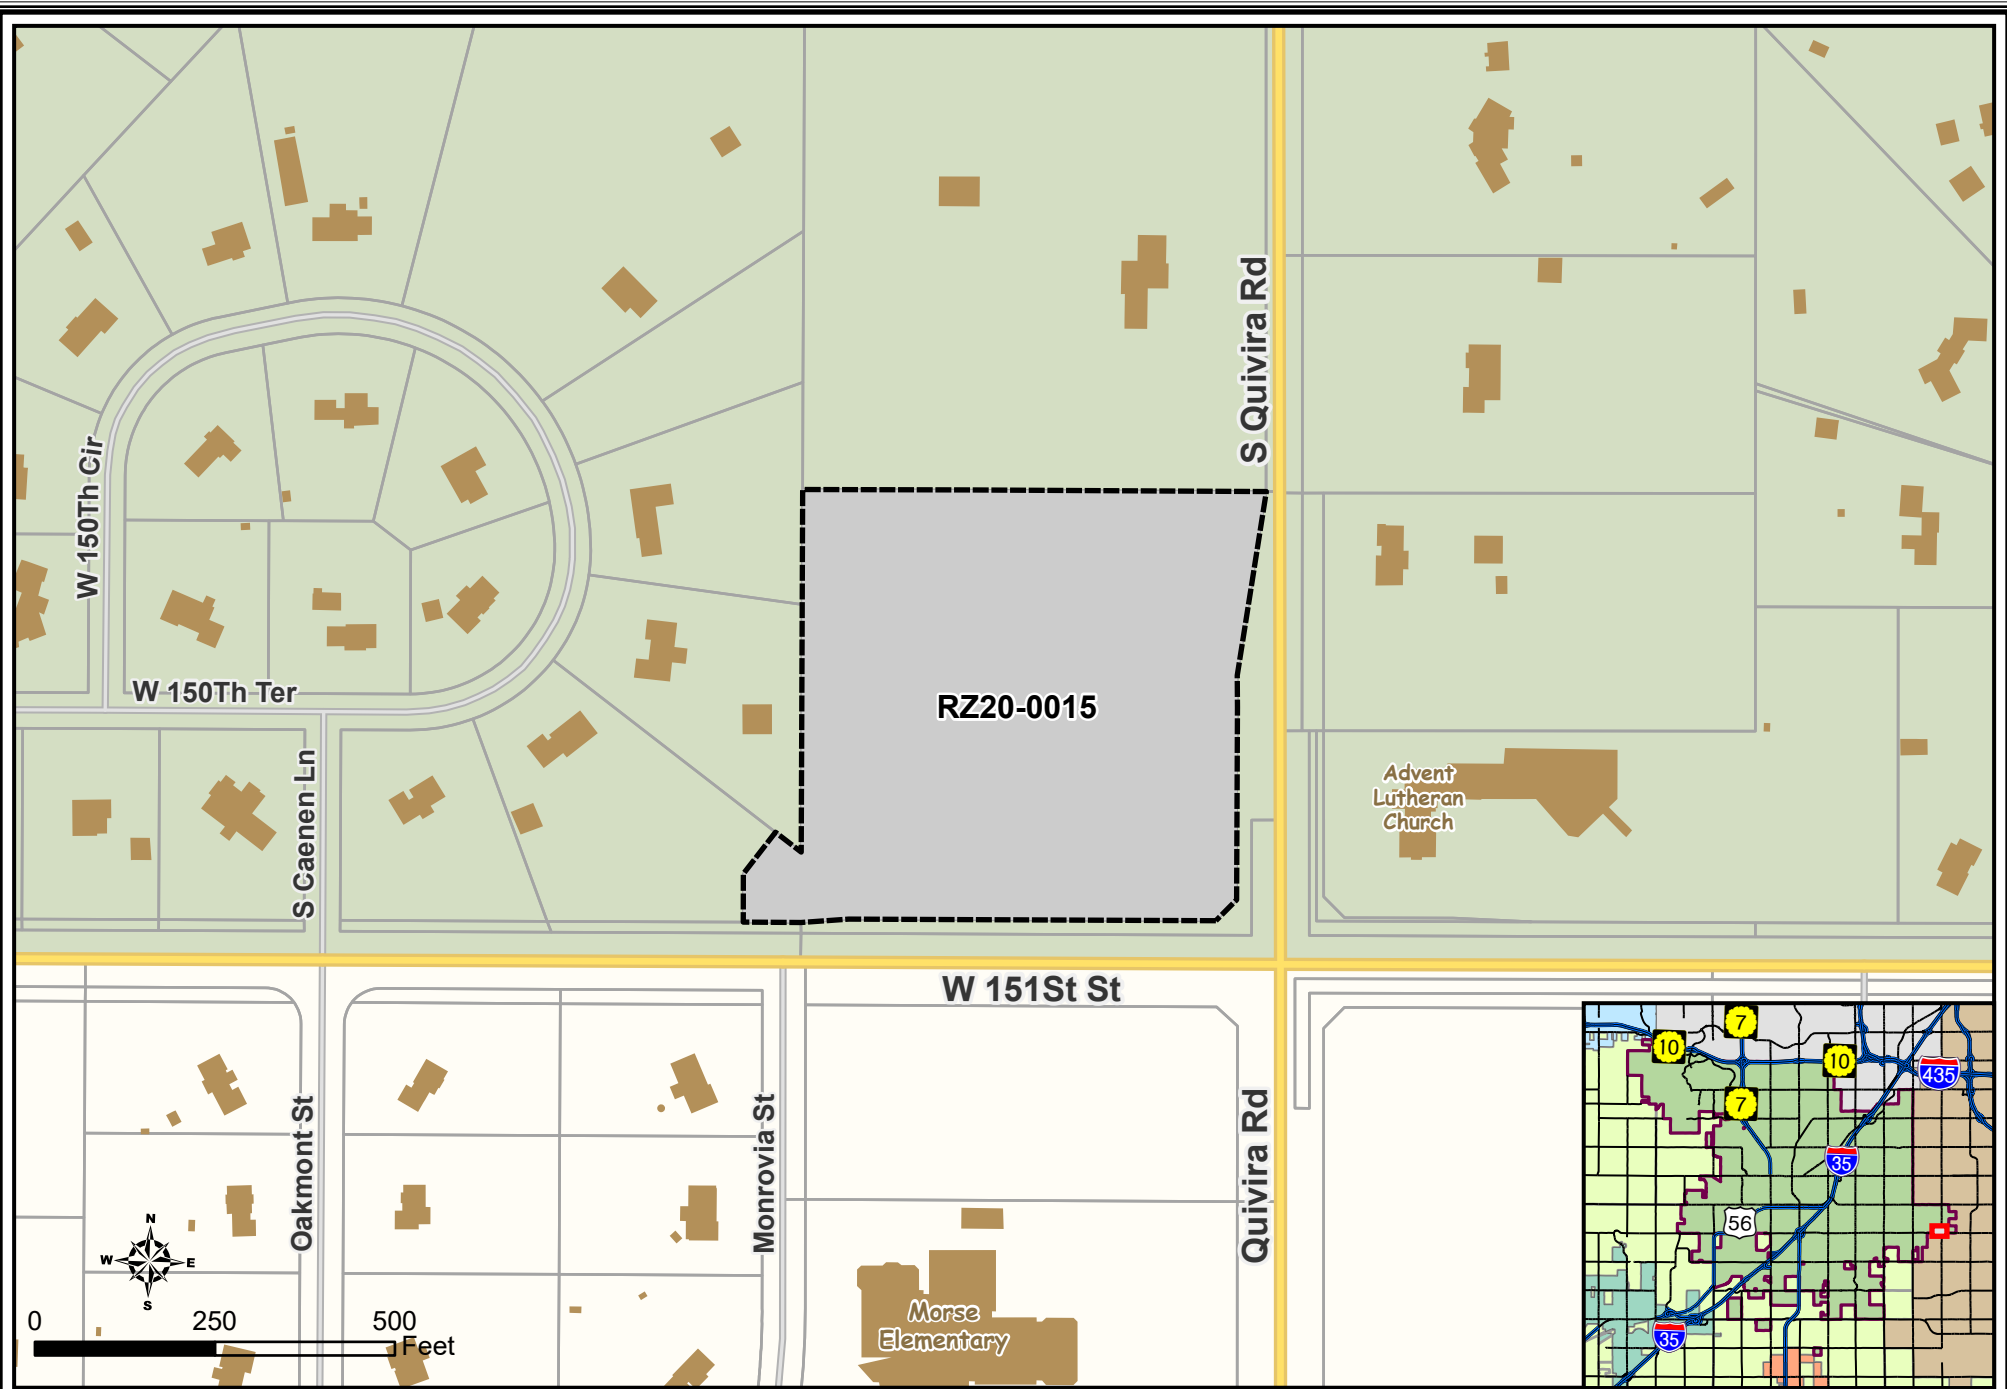 S Quivira Rd
W 150Th Cir
W 150Th Ter
S Caenen Ln
RZ20-0015
Advent
Lutheran
Church
W 151St St
Oakmont St
Monrovia St
Quivira Rd
Morse
Elementary
N
W E
S
0 250 500
Feet
7
10
10
435
7
35
56
35